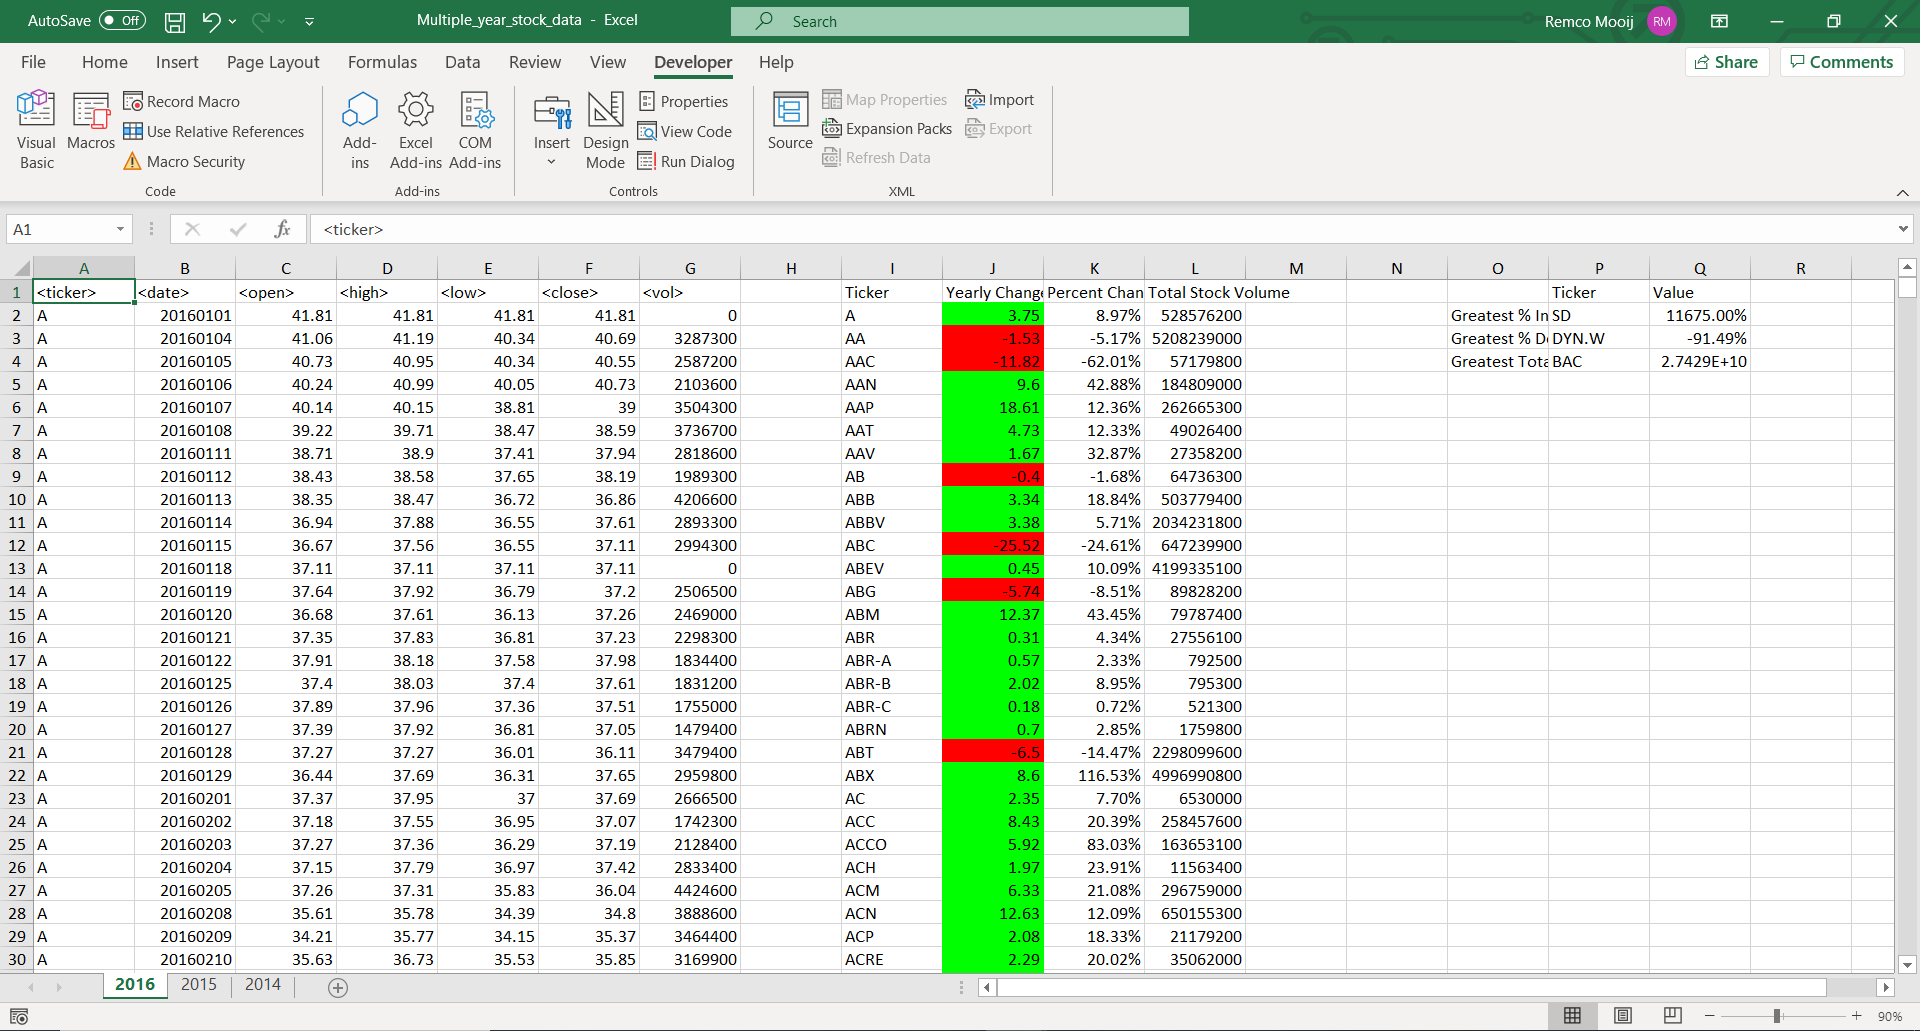 AutoSave Off Multiple_year_stock_data - Excel Search Remco Mooij RM
File Home Insert Page Layout Formulas Data Review View Developer Help Share Comments
Visual Basic
Macros
Record Macro
Use Relative References
Macro Security
Code
Add-ins
Excel Add-ins
COM Add-ins
Add-ins
Insert
Design Mode
Properties
View Code
Run Dialog
Controls
Source
Map Properties
Expansion Packs
Refresh Data
Import
Export
XML
A1 fx <ticker>
A B C D E F G H I J K L M N O P Q R
1 <ticker> <date> <open> <high> <low> <close> <vol> Ticker Yearly Change Percent Chan Total Stock Volume Ticker Value
2 A 20160101 41.81 41.81 41.81 41.81 0 A 3.75 8.97% 528576200 Greatest % In SD 11675.00%
3 A 20160104 41.06 41.19 40.34 40.69 3287300 AA -1.53 -5.17% 5208239000 Greatest % D DYN.W -91.49%
4 A 20160105 40.73 40.95 40.34 40.55 2587200 AAC -11.82 -62.01% 57179800 Greatest Tota BAC 2.7429E+10
5 A 20160106 40.24 40.99 40.05 40.73 2103600 AAN 9.6 42.88% 184809000
6 A 20160107 40.14 40.15 38.81 39 3504300 AAP 18.61 12.36% 262665300
7 A 20160108 39.22 39.71 38.47 38.59 3736700 AAT 4.73 12.33% 49026400
8 A 20160111 38.71 38.9 37.41 37.94 2818600 AAV 1.67 32.87% 27358200
9 A 20160112 38.43 38.58 37.65 38.19 1989300 AB -0.4 -1.68% 64736300
10 A 20160113 38.35 38.47 36.72 36.86 4206600 ABB 3.34 18.84% 503779400
11 A 20160114 36.94 37.88 36.55 37.61 2893300 ABBV 3.38 5.71% 2034231800
12 A 20160115 36.67 37.56 36.55 37.11 2994300 ABC -25.52 -24.61% 647239900
13 A 20160118 37.11 37.11 37.11 37.11 0 ABEV 0.45 10.09% 4199335100
14 A 20160119 37.64 37.92 36.79 37.2 2506500 ABG -5.74 -8.51% 89828200
15 A 20160120 36.68 37.61 36.13 37.26 2469000 ABM 12.37 43.45% 79787400
16 A 20160121 37.35 37.83 36.81 37.23 2298300 ABR 0.31 4.34% 27556100
17 A 20160122 37.91 38.18 37.58 37.98 1834400 ABR-A 0.57 2.33% 792500
18 A 20160125 37.4 38.03 37.4 37.61 1831200 ABR-B 2.02 8.95% 795300
19 A 20160126 37.89 37.96 37.36 37.51 1755000 ABR-C 0.18 0.72% 521300
20 A 20160127 37.39 37.92 36.81 37.05 1479400 ABRN 0.7 2.85% 1759800
21 A 20160128 37.27 37.27 36.01 36.11 3479400 ABT -6.5 -14.47% 2298099600
22 A 20160129 36.44 37.69 36.31 37.65 2959800 ABX 8.6 116.53% 4996990800
23 A 20160201 37.37 37.95 37 37.69 2666500 AC 2.35 7.70% 6530000
24 A 20160202 37.18 37.55 36.95 37.07 1742300 ACC 8.43 20.39% 258457600
25 A 20160203 37.27 37.36 36.29 37.19 2128400 ACCO 5.92 83.03% 163653100
26 A 20160204 37.15 37.79 36.97 37.42 2833400 ACH 1.97 23.91% 11563400
27 A 20160205 37.26 37.31 35.83 36.04 4424600 ACM 6.33 21.08% 296759000
28 A 20160208 35.61 35.78 34.39 34.8 3888600 ACN 12.63 12.09% 650155300
29 A 20160209 34.21 35.77 34.15 35.37 3464400 ACP 2.08 18.33% 21179200
30 A 20160210 35.63 36.73 35.53 35.85 3169900 ACRE 2.29 20.02% 35062000
2016 2015 2014
90%